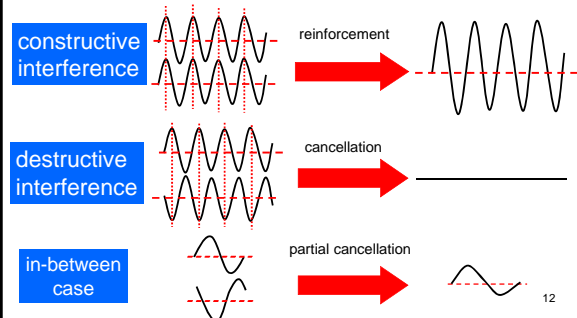 constructive
interference
reinforcement
destructive
interference
cancellation
in-between
case
partial cancellation
12